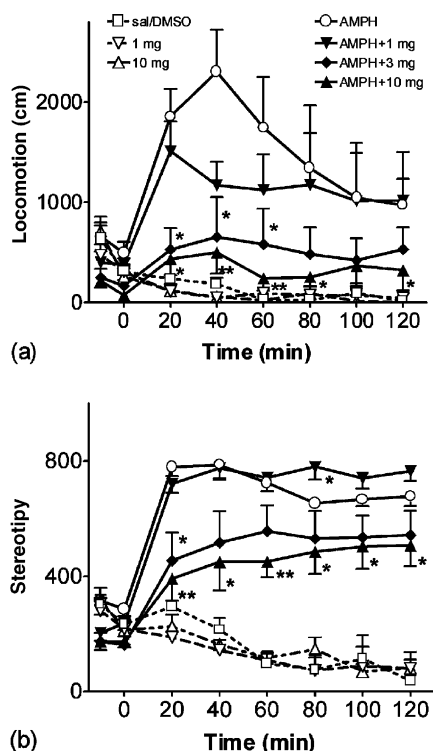 sal/DMSO
1 mg
10 mg
AMPH
AMPH+1 mg
AMPH+3 mg
AMPH+10 mg
Locomotion (cm)
2000
1000
0
* * *
* ** ** * *
0 20 40 60 80 100 120
(a)
Time (min)
Stereotipy
800
400
0
*
*
** * ** * * *
0 20 40 60 80 100 120
(b)
Time (min)